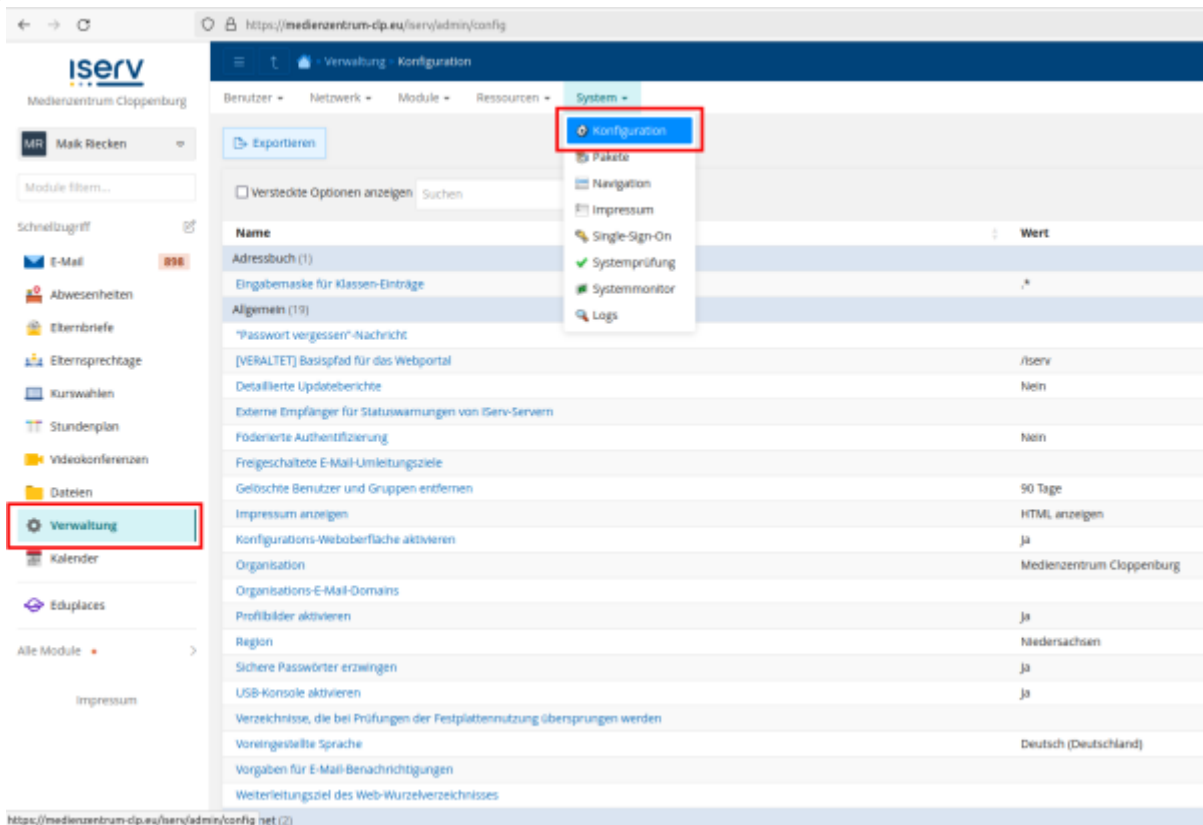 https://medienzentrum-clp.eu/iserv/admin/config
Iserv
Medienzentrum Cloppenburg
MR Maik Riecken
Module filtern...
Schnellzugriff
E-Mail 898
Abwesenheiten
Elternbriefe
Elternsprechtage
Kurswahlen
Stundenplan
Videokonferenzen
Dateien
Verwaltung
Kalender
Eduplaces
Alle Module
Impressum
Verwaltung Konfiguration
Benutzer Netzwerk Module Ressourcen System
Konfiguration
Pakete
Navigation
Impressum
Single-Sign-On
Systemprüfung
Systemmonitor
Logs
Exportieren
Versteckte Optionen anzeigen Suchen
Name Wert
Adressbuch (1)
Eingabemaske für Klassen-Einträge .*
Allgemein (19)
"Passwort vergessen"-Nachricht
[VERALTET] Basispfad für das Webportal /iserv
Detaillierte Updateberichte Nein
Externe Empfänger für Statuswarnungen von IServ-Servern
Föderierte Authentifizierung Nein
Freigeschaltete E-Mail-Umleitungsziele
Gelöschte Benutzer und Gruppen entfernen 90 Tage
Impressum anzeigen HTML anzeigen
Konfigurations-Weboberfläche aktivieren Ja
Organisation Medienzentrum Cloppenburg
Organisations-E-Mail-Domains
Profilbilder aktivieren Ja
Region Niedersachsen
Sichere Passwörter erzwingen Ja
USB-Konsole aktivieren Ja
Verzeichnisse, die bei Prüfungen der Festplattennutzung übersprungen werden
Voreingestellte Sprache Deutsch (Deutschland)
Vorgaben für E-Mail-Benachrichtigungen
Weiterleitungsziel des Web-Wurzelverzeichnisses
https://medienzentrum-clp.eu/iserv/admin/config net (2)